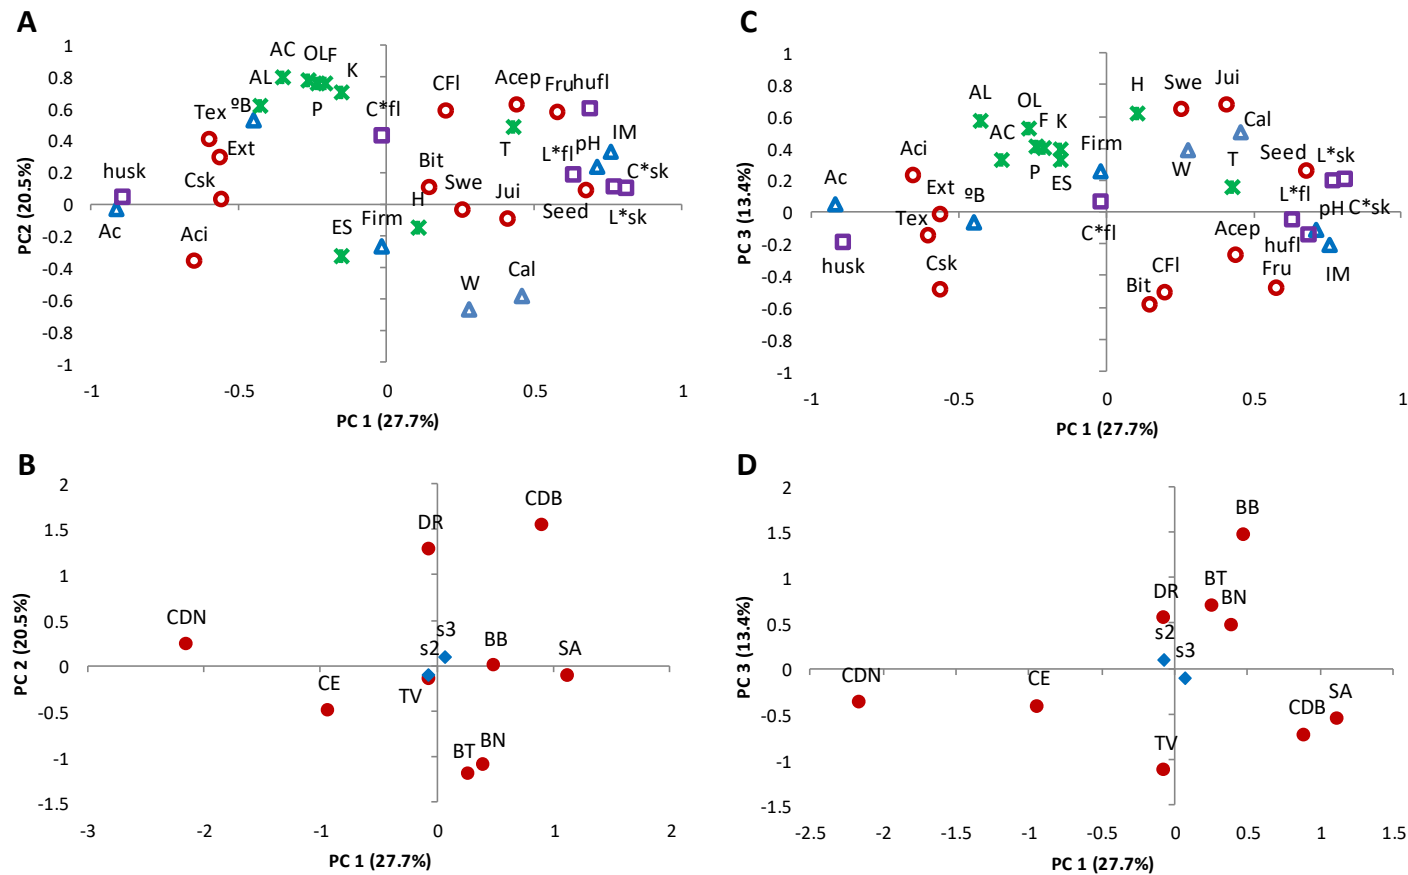 A
1
0.8
0.6
0.4
0.2
0
-0.2
-0.4
-0.6
-0.8
-1
-1
-0.5
0
0.5
1
PC2 (20.5%)
PC 1 (27.7%)
AC
OL
F
K
AL
P
ºB
Tex
Ext
Csk
husk
Ac
Aci
C*fl
CFl
Acep
Fru
hufl
T
pH
IM
L*fl
C*sk
Bit
Swe
Jui
Seed
L*sk
H
Firm
ES
W
Cal
C
1
0.8
0.6
0.4
0.2
0
-0.2
-0.4
-0.6
-0.8
-1
-1
-0.5
0
0.5
1
PC 3 (13.4%)
PC 1 (27.7%)
AL
OL
F
K
AC
P
ES
H
Swe
Jui
Firm
Cal
W
T
Seed
L*sk
Aci
Ac
Ext
ºB
Tex
husk
Csk
C*fl
L*fl
pH
C*sk
Acep
hufl
IM
Fru
CFl
Bit
B
2
1.5
1
0.5
0
-0.5
-1
-1.5
-3
-2
-1
0
1
2
PC 2 (20.5%)
PC 1 (27.7%)
CDB
DR
CDN
s3
s2
BB
SA
CE
TV
BT
BN
D
2
1.5
1
0.5
0
-0.5
-1
-1.5
-2.5
-2
-1.5
-1
-0.5
0
0.5
1
1.5
PC 3 (13.4%)
PC 1 (27.7%)
BB
BT
BN
DR
s2
s3
CDN
CE
SA
CDB
TV